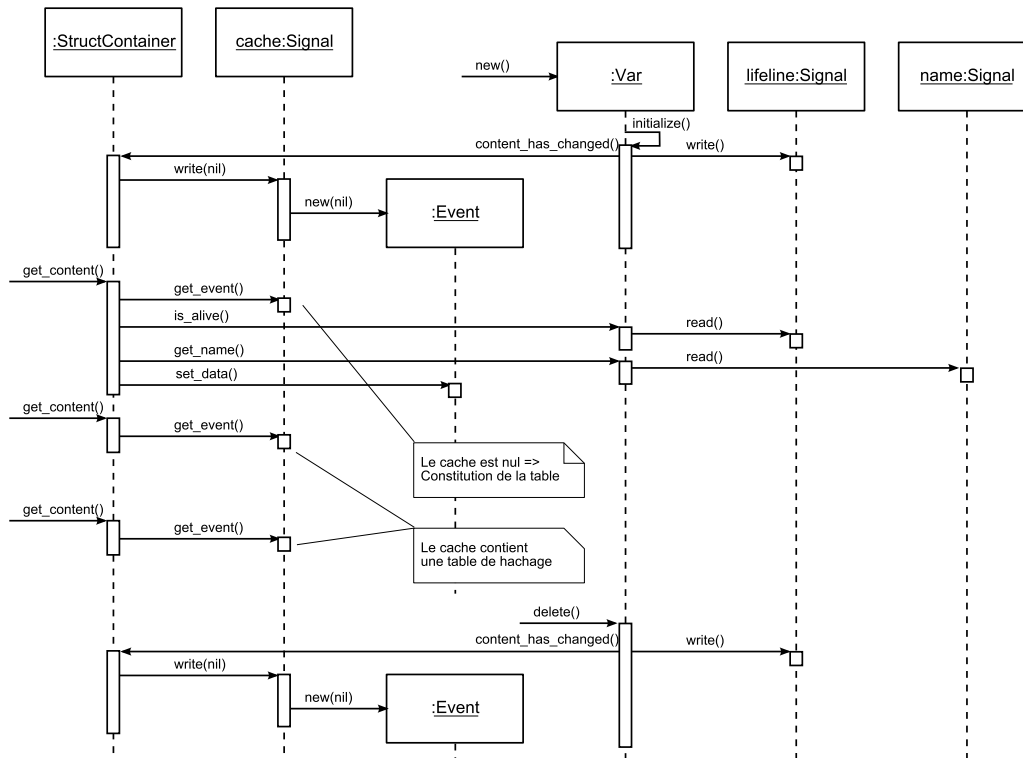 :StructContainer
cache:Signal
new()
:Var
lifeline:Signal
name:Signal
initialize()
content_has_changed()
write()
write(nil)
new(nil)
:Event
get_content()
get_event()
is_alive()
read()
get_name()
read()
set_data()
get_content()
get_event()
Le cache est nul =>
Constitution de la table
get_content()
get_event()
Le cache contient
une table de hachage
delete()
content_has_changed()
write()
write(nil)
new(nil)
:Event